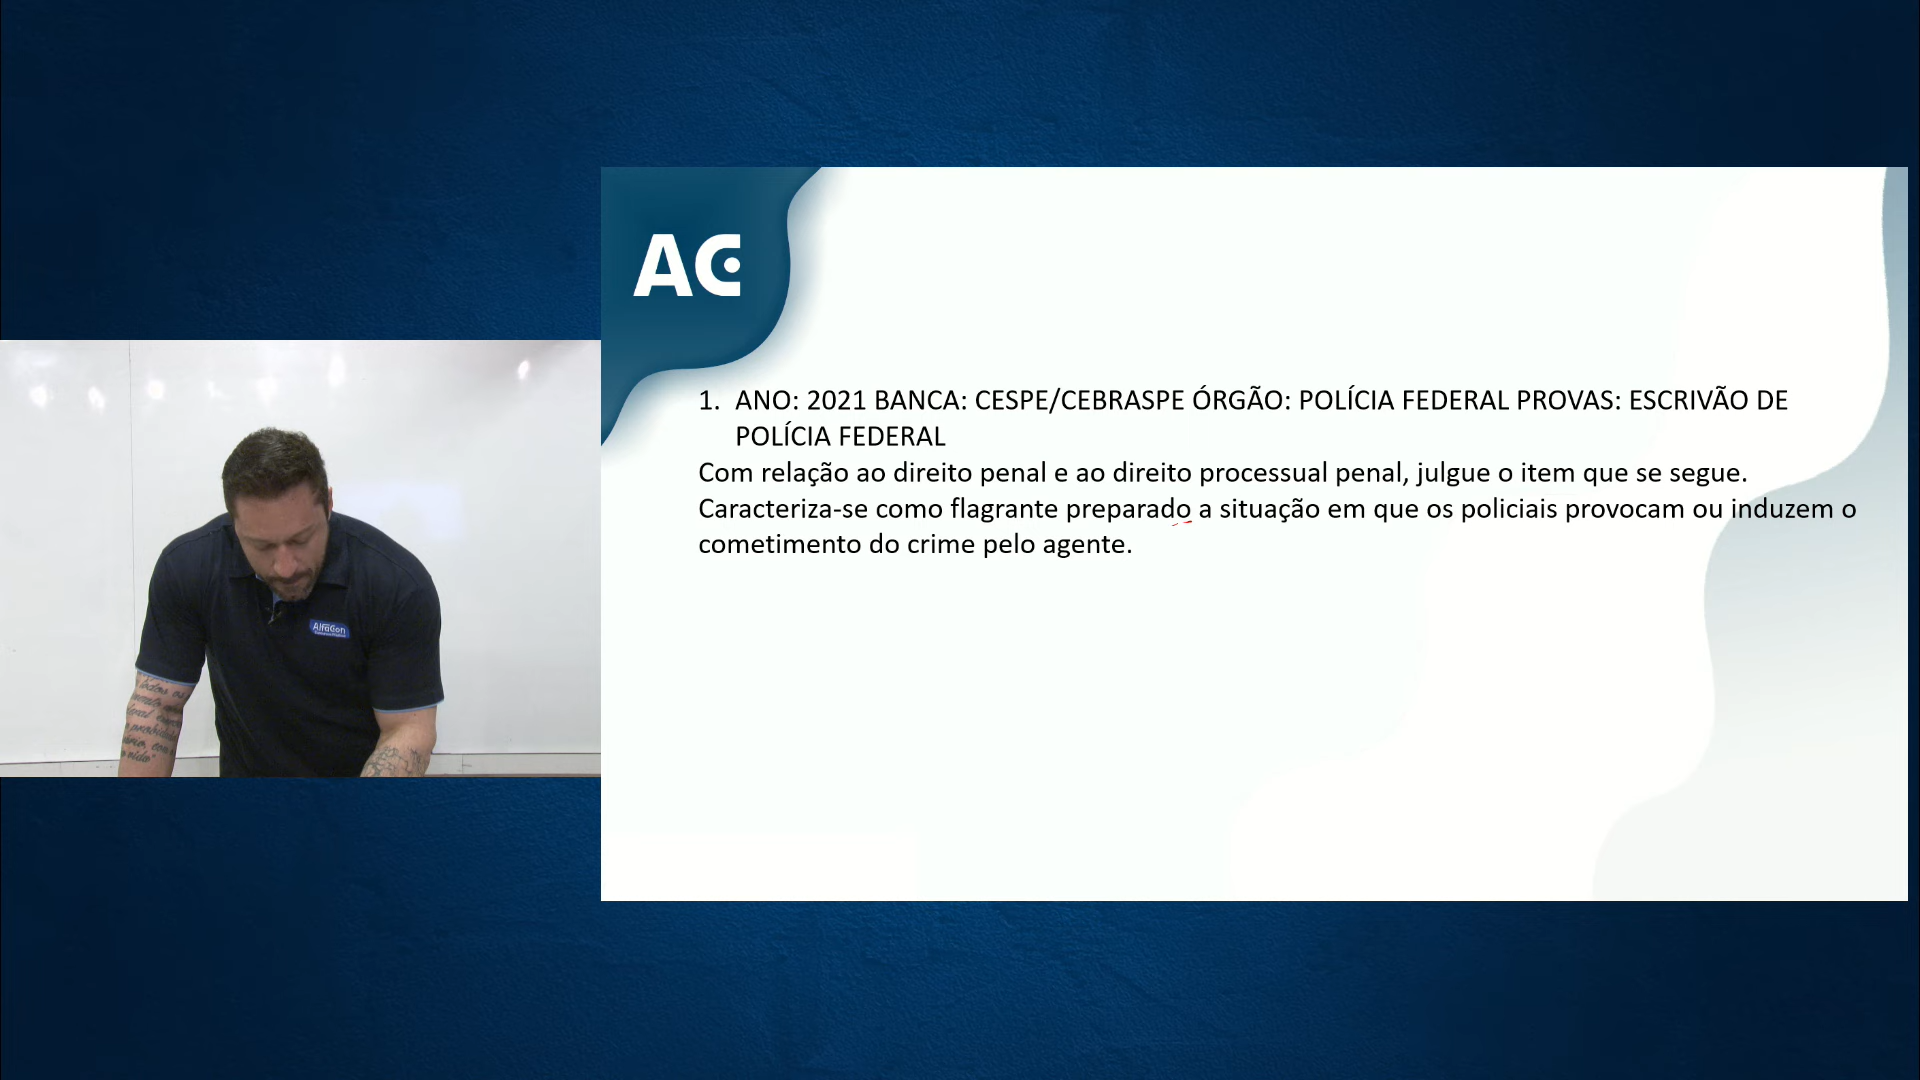 AC
1. ANO: 2021 BANCA: CESPE/CEBRASPE ÓRGÃO: POLÍCIA FEDERAL PROVAS: ESCRIVÃO DE
POLÍCIA FEDERAL
Com relação ao direito penal e ao direito processual penal, julgue o item que se segue.
Caracteriza-se como flagrante preparado a situação em que os policiais provocam ou induzem o
cometimento do crime pelo agente.
AlfaCon